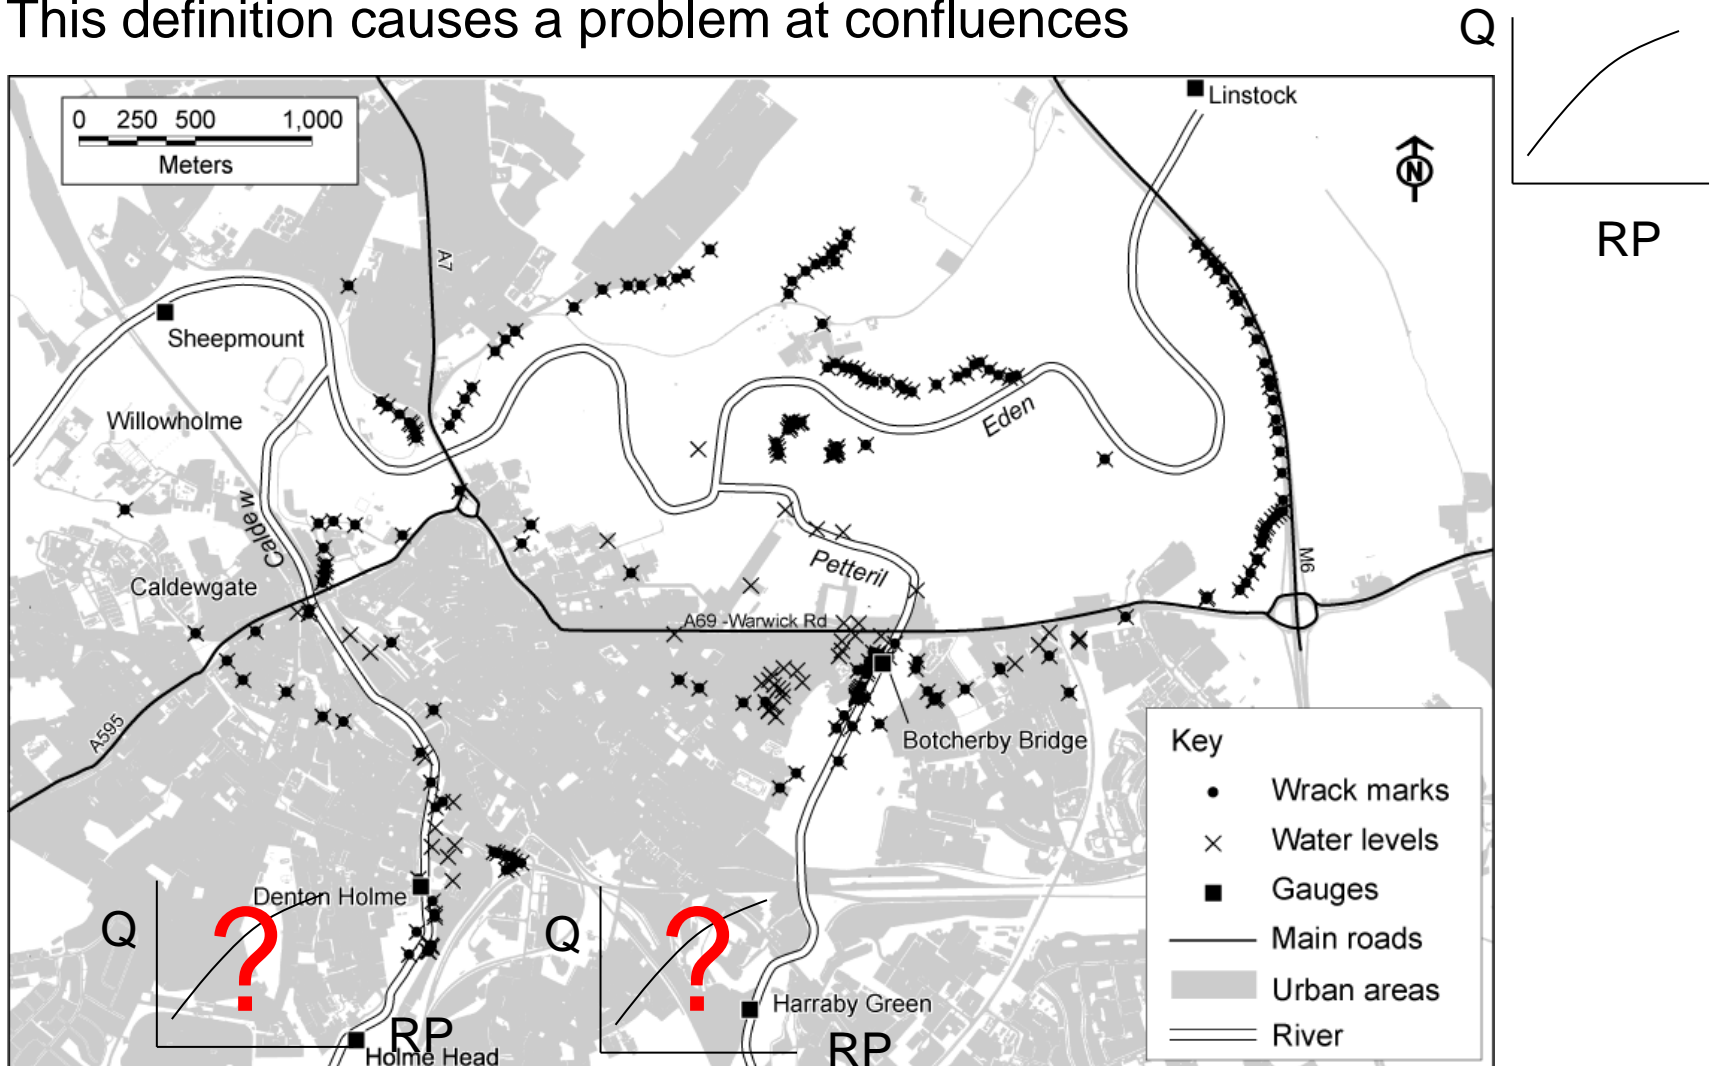 This definition causes a problem at confluences
Q
RP
0 250 500 1,000
Meters
Linstock
N
A7
Sheepmount
Willowholme
Eden
Caldew
Petteril
Caldewgate
M6
A69 -Warwick Rd
A595
Botcherby Bridge
Key
Wrack marks
Water levels
Gauges
Main roads
Urban areas
River
Denton Holme
Q
?
RP
Holme Head
Q
?
RP
Harraby Green